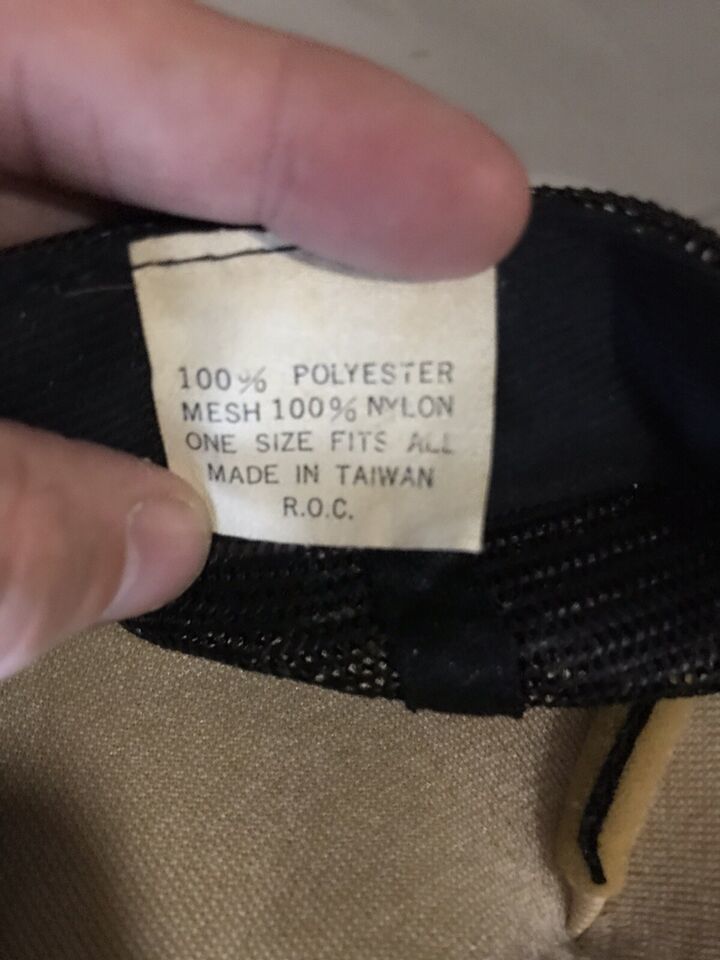 100% POLYESTER
MESH 100% NYLON
ONE SIZE FITS ALL
MADE IN TAIWAN
R.O.C.